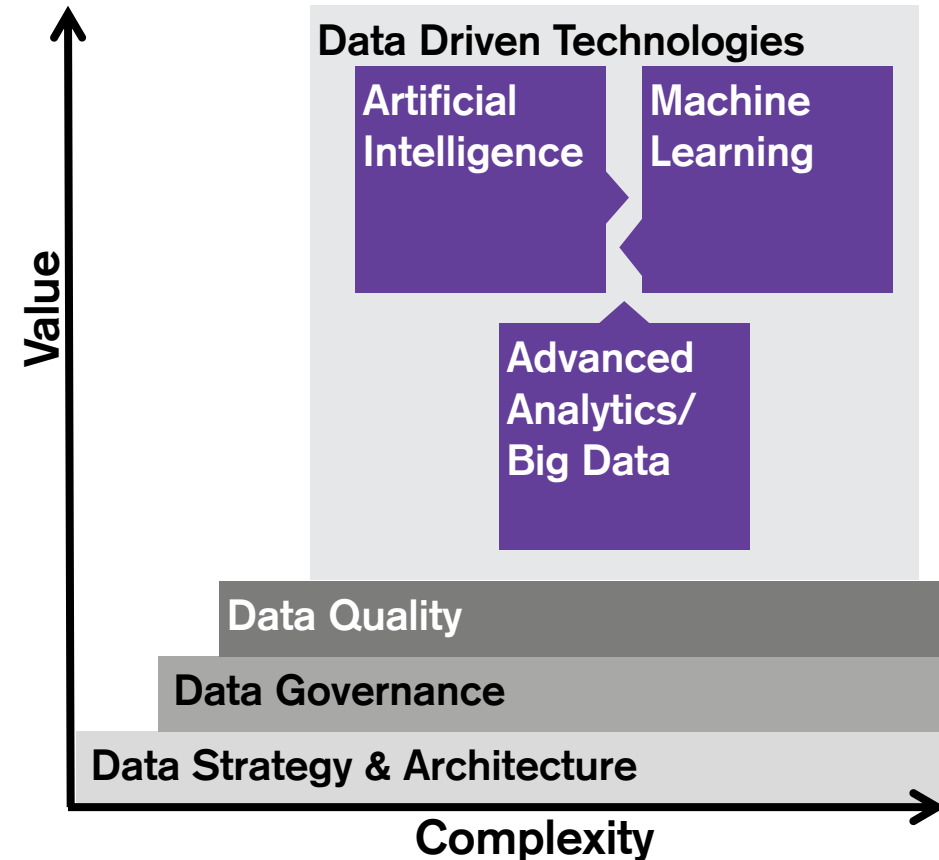 Data Driven Technologies
Artificial
Intelligence
Machine
Learning
Advanced
Analytics/
Big Data
Value
Data Quality
Data Governance
Data Strategy & Architecture
Complexity